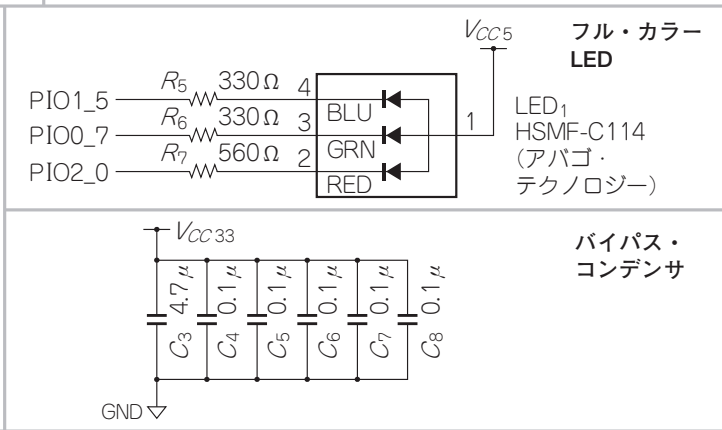 VCC5
フル・カラー
LED
PIO1_5
R5
330Ω
4
BLU
PIO0_7
R6
330Ω
3
GRN
1
PIO2_0
R7
560Ω
2
RED
LED1
HSMF-C114
(アバゴ・
テクノロジー)
VCC33
バイパス・
コンデンサ
C3 4.7μ
C4 0.1μ
C5 0.1μ
C6 0.1μ
C7 0.1μ
C8 0.1μ
GND